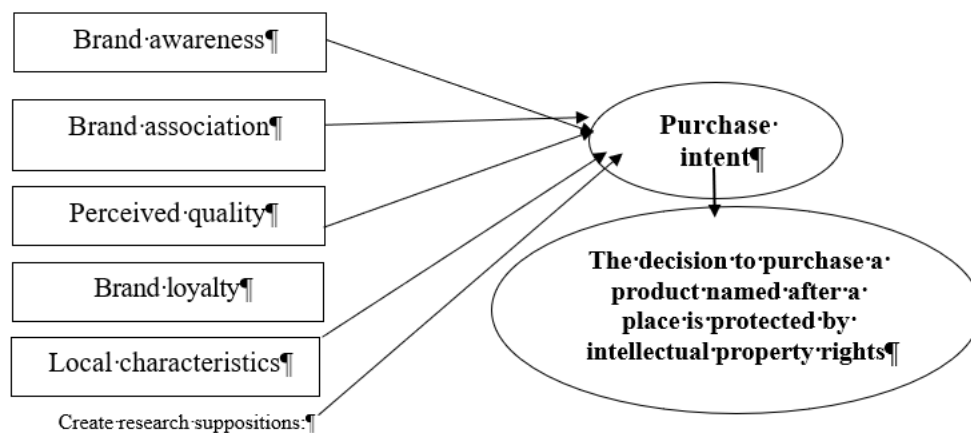 Brand·awareness¶
Brand·association¶
Perceived·quality¶
Brand·loyalty¶
Local·characteristics¶
Create·research·suppositions:¶
Purchase·
intent¶
The·decision·to·purchase·a·
product·named·after·a·
place·is·protected·by·
intellectual·property·rights¶